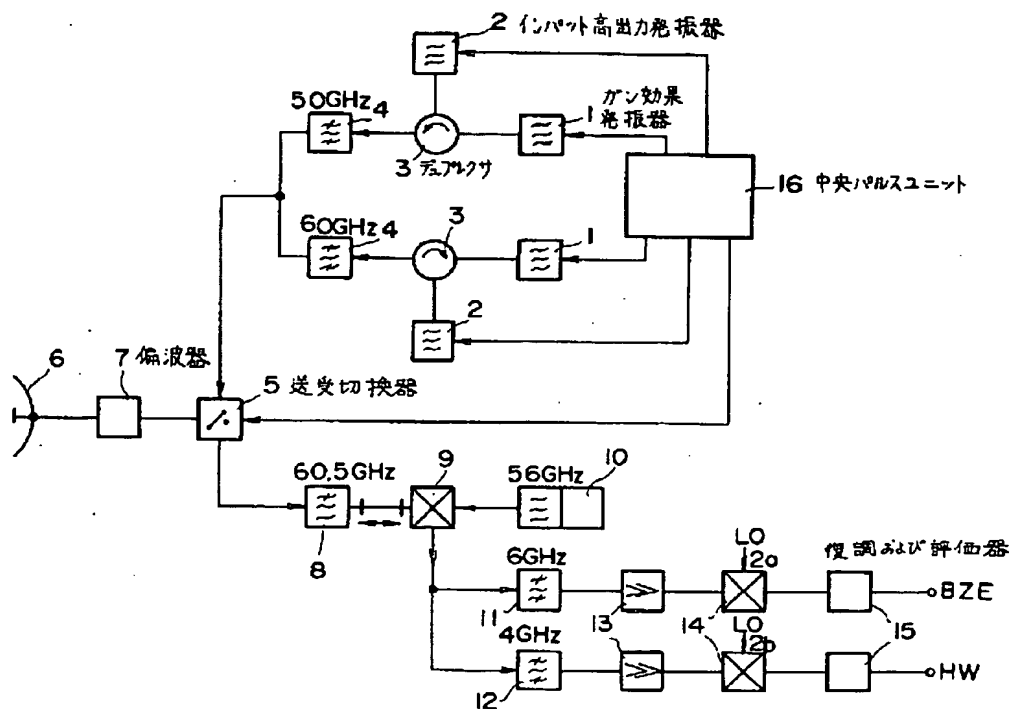 2 インパット高出力発振器
50GHz 4
ガン効果
1 発振器
3 デュプレクサ
16 中央パルスユニット
60GHz 4
3
1
2
6
7 偏波器
5 送受切換器
60,5GHz
9
56GHz
10
8
LO
復調および評価器
6GHz
2a
BZE
11
13
14
15
4GHz
LO
2b
HW
12